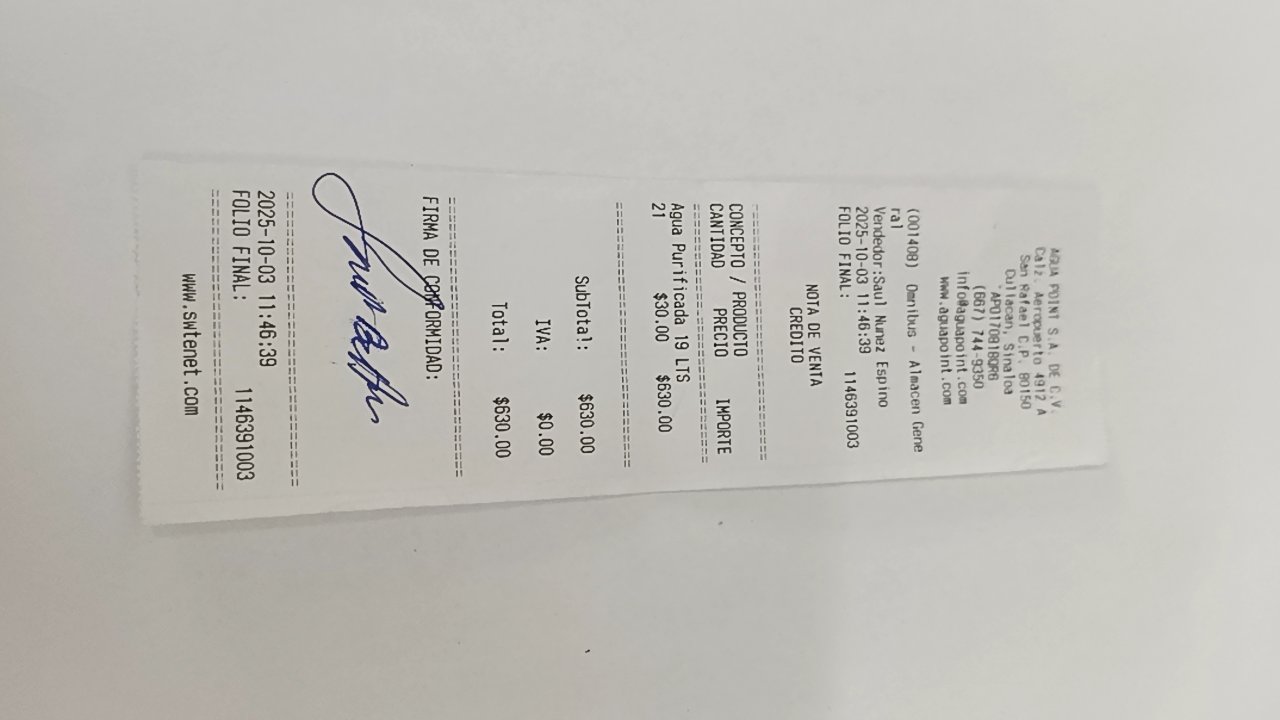 AGUA POINT S.A. DE C.V.
Calz. Aeropuerto 4912 A
San Rafael C.P. 80150
Culiacan, Sinaloa
APO170818QR6
(667) 744-9350
info@aguapoint.com
www.aguapoint.com
(001408) Omnibus - Almacen Gene
ral
Vendedor:Saul Nunez Espino
2025-10-03 11:46:39
FOLIO FINAL: 1146391003
NOTA DE VENTA
CREDITO
CONCEPTO / PRODUCTO
CANTIDAD PRECIO IMPORTE
Agua Purificada 19 LTS
21 $30.00 $630.00
SubTotal: $630.00
IVA: $0.00
Total: $630.00
FIRMA DE CONFORMIDAD:
2025-10-03 11:46:39
FOLIO FINAL: 1146391003
www.swtenet.com